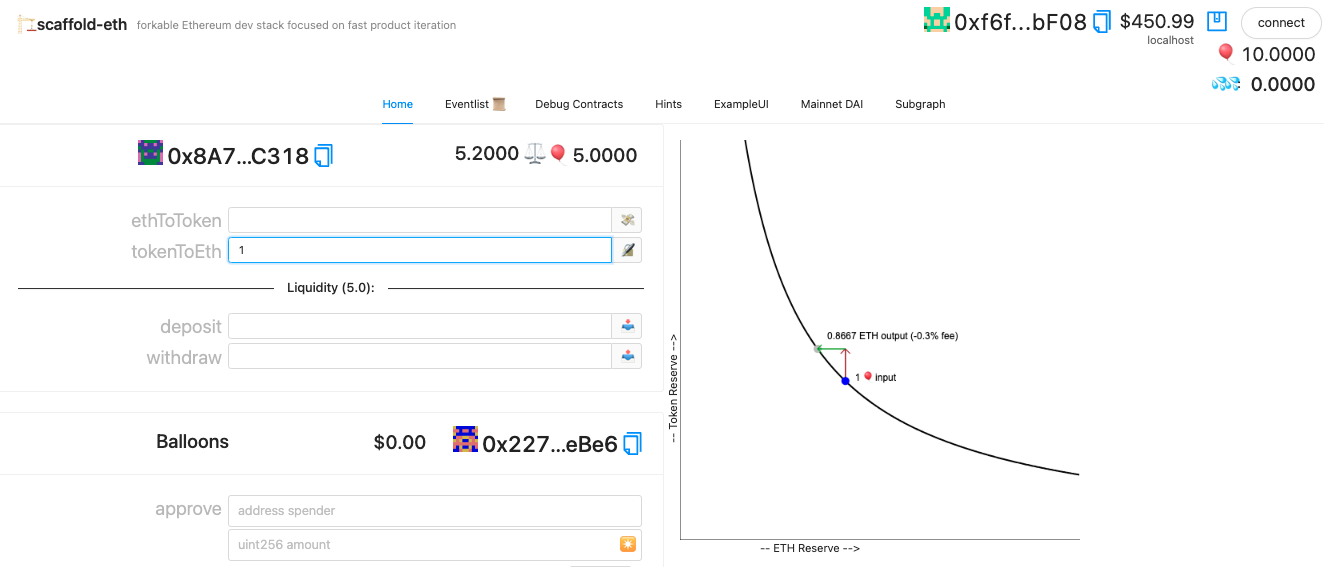 scaffold-eth forkable Ethereum dev stack focused on fast product iteration
0xf6f...bF08 $450.99 connect
localhost
10.0000
0.0000
Home Eventlist Debug Contracts Hints ExampleUI Mainnet DAI Subgraph
0x8A7...C318 5.2000 5.0000
ethToToken
tokenToEth 1
Liquidity (5.0):
deposit
withdraw
Balloons $0.00 0x227...eBe6
approve address spender
uint256 amount
0.8667 ETH output (-0.3% fee)
1 input
-- Token Reserve -->
-- ETH Reserve -->